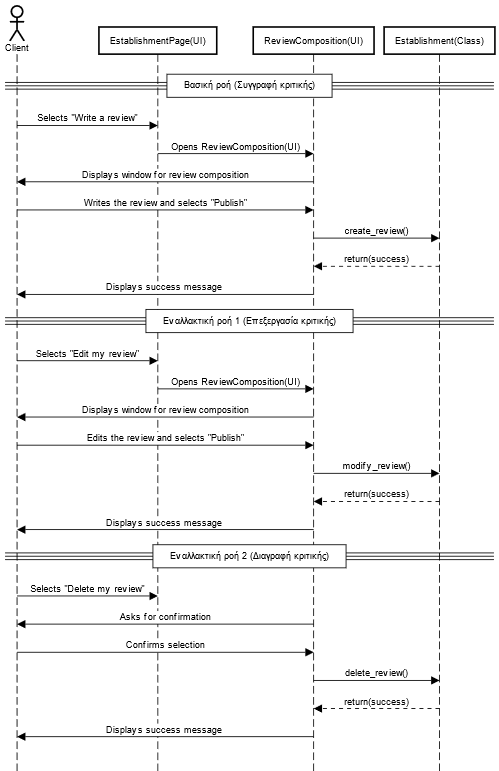 Client
EstablishmentPage(UI)
ReviewComposition(UI)
Establishment(Class)
Βασική ροή (Συγγραφή κριτικής)
Selects "Write a review"
Opens ReviewComposition(UI)
Displays window for review composition
Writes the review and selects "Publish"
create_review()
return(success)
Displays success message
Εναλλακτική ροή 1 (Επεξεργασία κριτικής)
Selects "Edit my review"
Opens ReviewComposition(UI)
Displays window for review composition
Edits the review and selects "Publish"
modify_review()
return(success)
Displays success message
Εναλλακτική ροή 2 (Διαγραφή κριτικής)
Selects "Delete my review"
Asks for confirmation
Confirms selection
delete_review()
return(success)
Displays success message